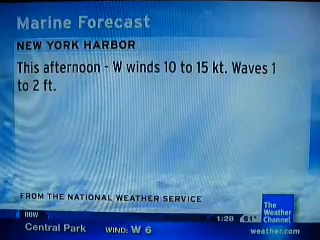 Marine Forecast
NEW YORK HARBOR
This afternoon - W winds 10 to 15 kt. Waves 1
to 2 ft.
FROM THE NATIONAL WEATHER SERVICE
NOW
1:28 61°
Central Park WIND: W 6
The
Weather
Channel
weather.com